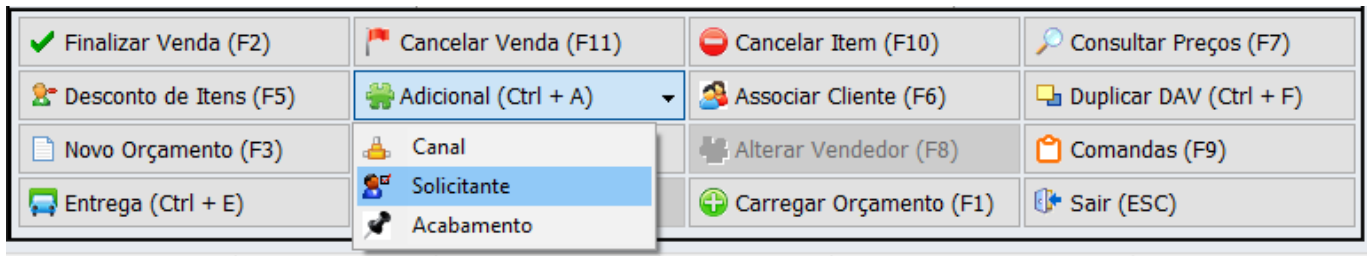 Finalizar Venda (F2)
Cancelar Venda (F11)
Cancelar Item (F10)
Consultar Preços (F7)
Desconto de Itens (F5)
Adicional (Ctrl + A)
Associar Cliente (F6)
Duplicar DAV (Ctrl + F)
Novo Orçamento (F3)
Canal
Alterar Vendedor (F8)
Comandas (F9)
Solicitante
Entrega (Ctrl + E)
Carregar Orçamento (F1)
Sair (ESC)
Acabamento